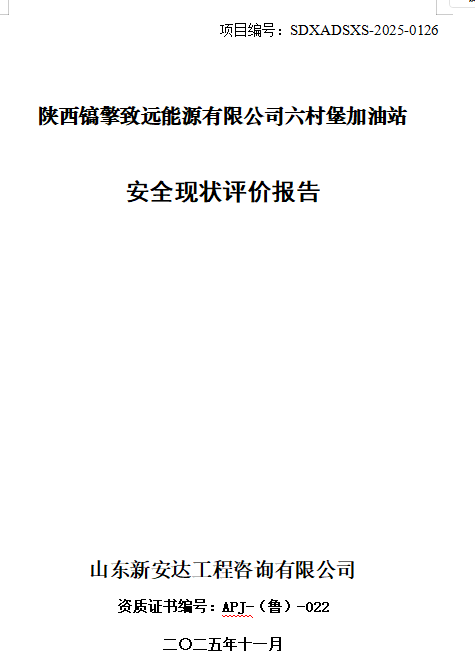 项目编号：SDXADSXS-2025-0126
陕西镐擎致远能源有限公司六村堡加油站
安全现状评价报告
山东新安达工程咨询有限公司
资质证书编号：APJ-（鲁）-022
二〇二五年十一月